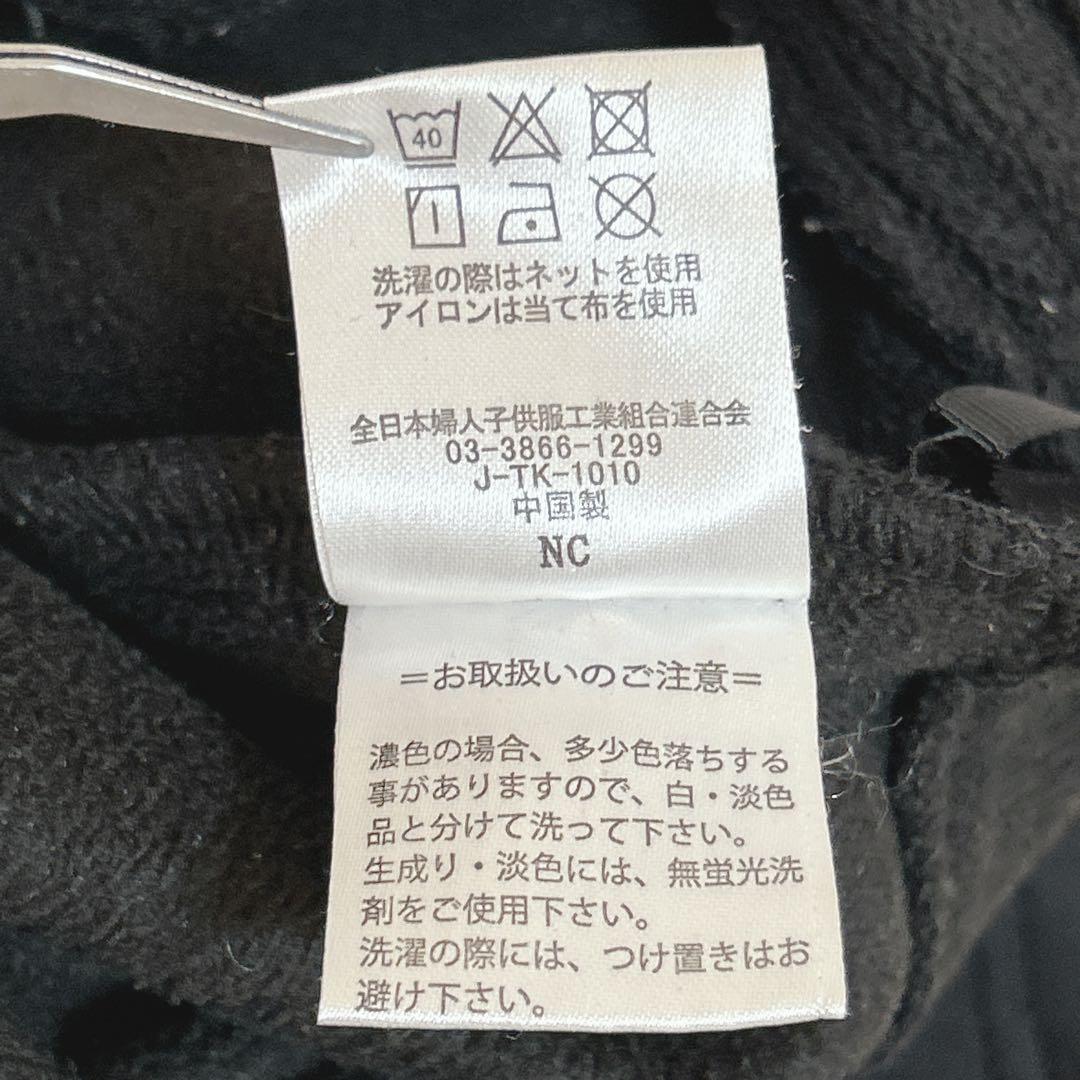 40
洗濯の際はネットを使用
アイロンは当て布を使用
全日本婦人子供服工業組合連合会
03-3866-1299
J-TK-1010
中国製
NC
=お取扱いのご注意=
濃色の場合、多少色落ちする
事がありますので、白・淡色
品と分けて洗って下さい。
生成り・淡色には、無蛍光洗
剤をご使用下さい。
洗濯の際には、つけ置きはお
避け下さい。